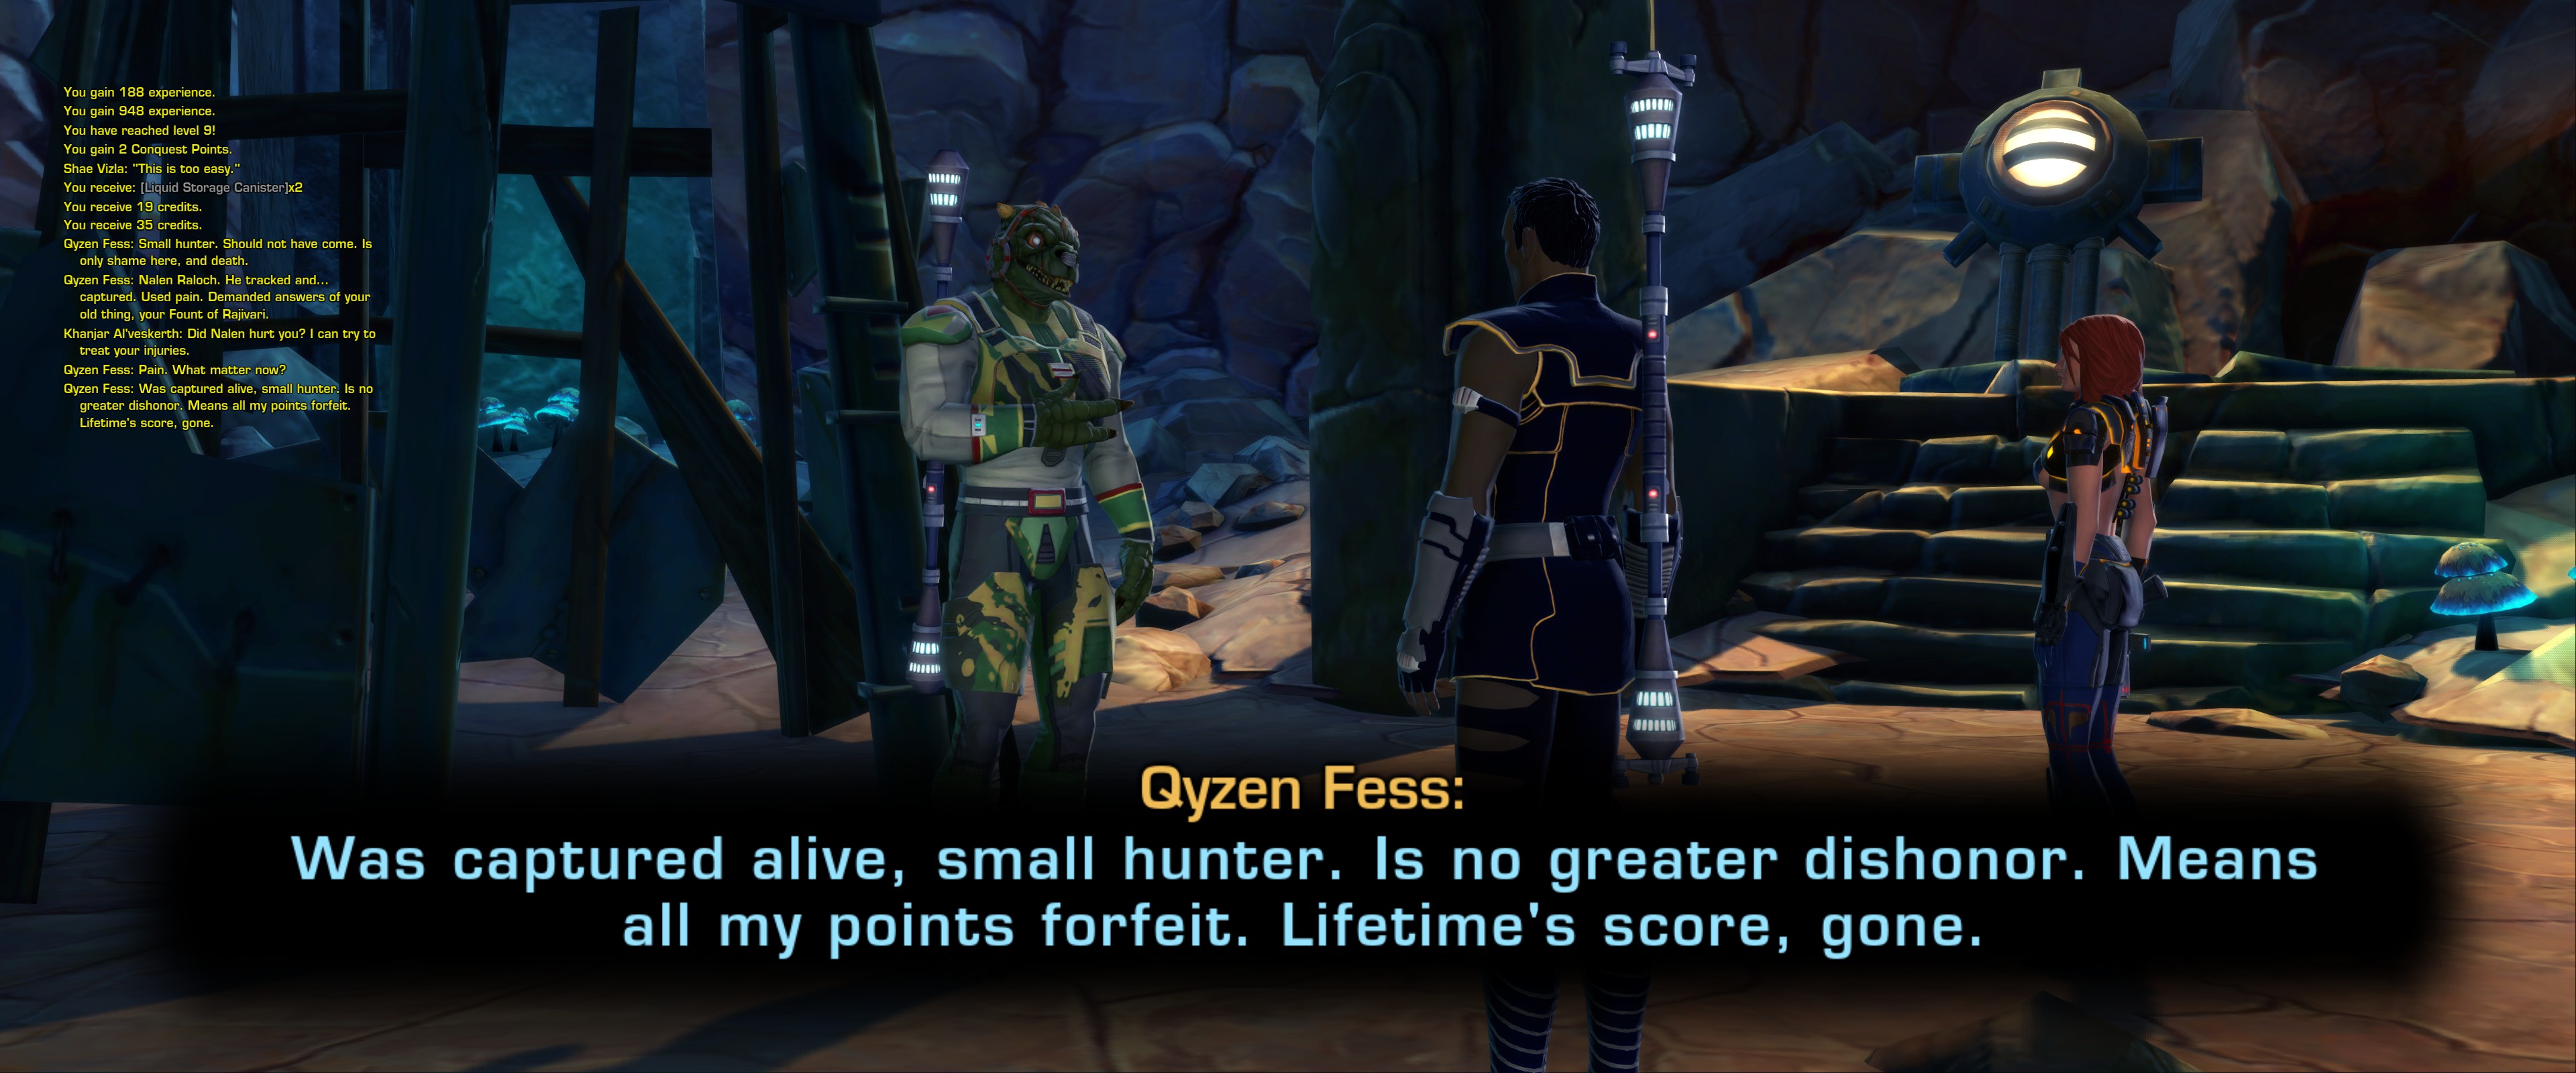 You gain 188 experience.
You gain 948 experience.
You have reached level 9!
You gain 2 Conquest Points.
Shae Vizla: "This is too easy."
You receive: [Liquid Storage Canister]x2
You receive 19 credits.
You receive 35 credits.
Qyzen Fess: Small hunter. Should not have come. Is
only shame here, and death.
Qyzen Fess: Nalen Raloch. He tracked and...
captured. Used pain. Demanded answers of your
old thing, your Fount of Rajivari.
Khanjar Al'veskerth: Did Nalen hurt you? I can try to
treat your injuries.
Qyzen Fess: Pain. What matter now?
Qyzen Fess: Was captured alive, small hunter. Is no
greater dishonor. Means all my points forfeit.
Lifetime's score, gone.
Qyzen Fess:
Was captured alive, small hunter. Is no greater dishonor. Means
all my points forfeit. Lifetime's score, gone.